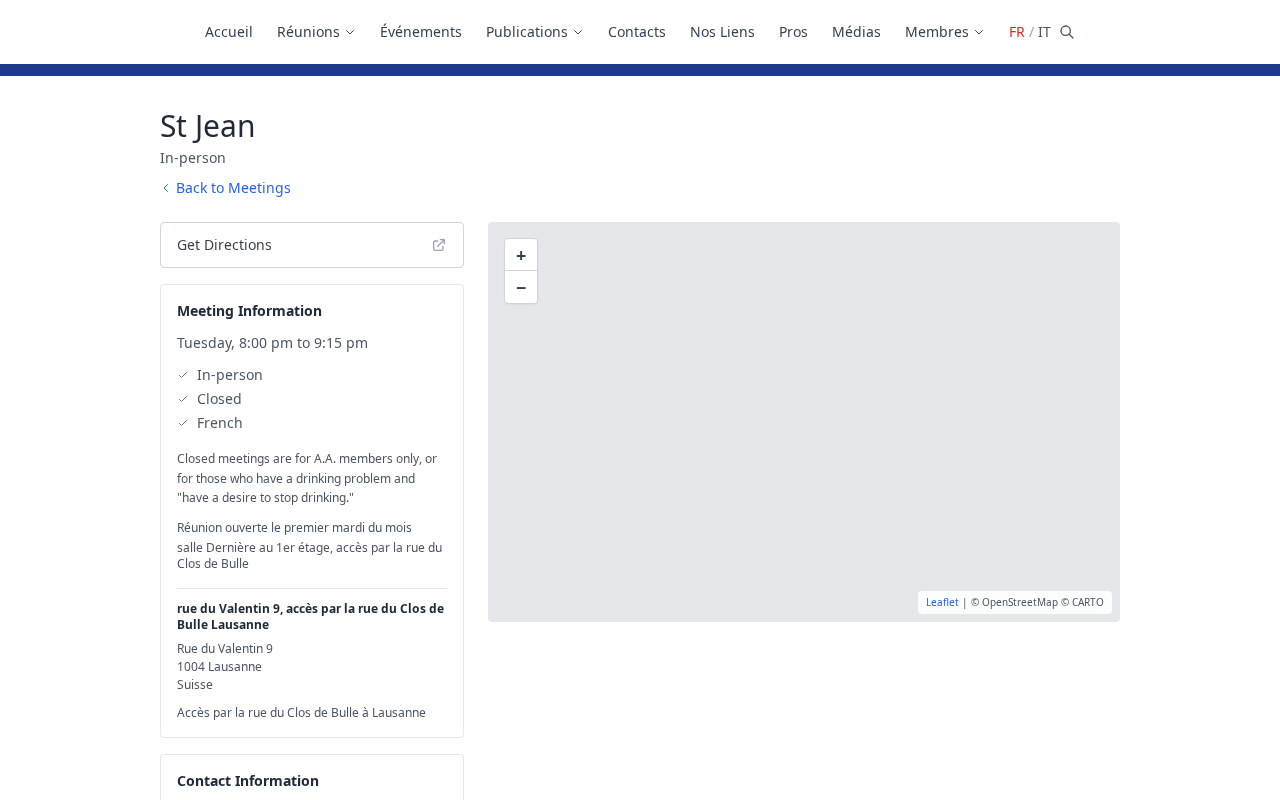 Accueil Réunions Événements Publications Contacts Nos Liens Pros Médias Membres FR / IT
St Jean
In-person
Back to Meetings
Get Directions
Meeting Information
Tuesday, 8:00 pm to 9:15 pm
In-person
Closed
French
Closed meetings are for A.A. members only, or
for those who have a drinking problem and
"have a desire to stop drinking."
Réunion ouverte le premier mardi du mois
salle Dernière au 1er étage, accès par la rue du
Clos de Bulle
rue du Valentin 9, accès par la rue du Clos de
Bulle Lausanne
Rue du Valentin 9
1004 Lausanne
Suisse
Accès par la rue du Clos de Bulle à Lausanne
Contact Information
+
−
Leaflet | © OpenStreetMap © CARTO